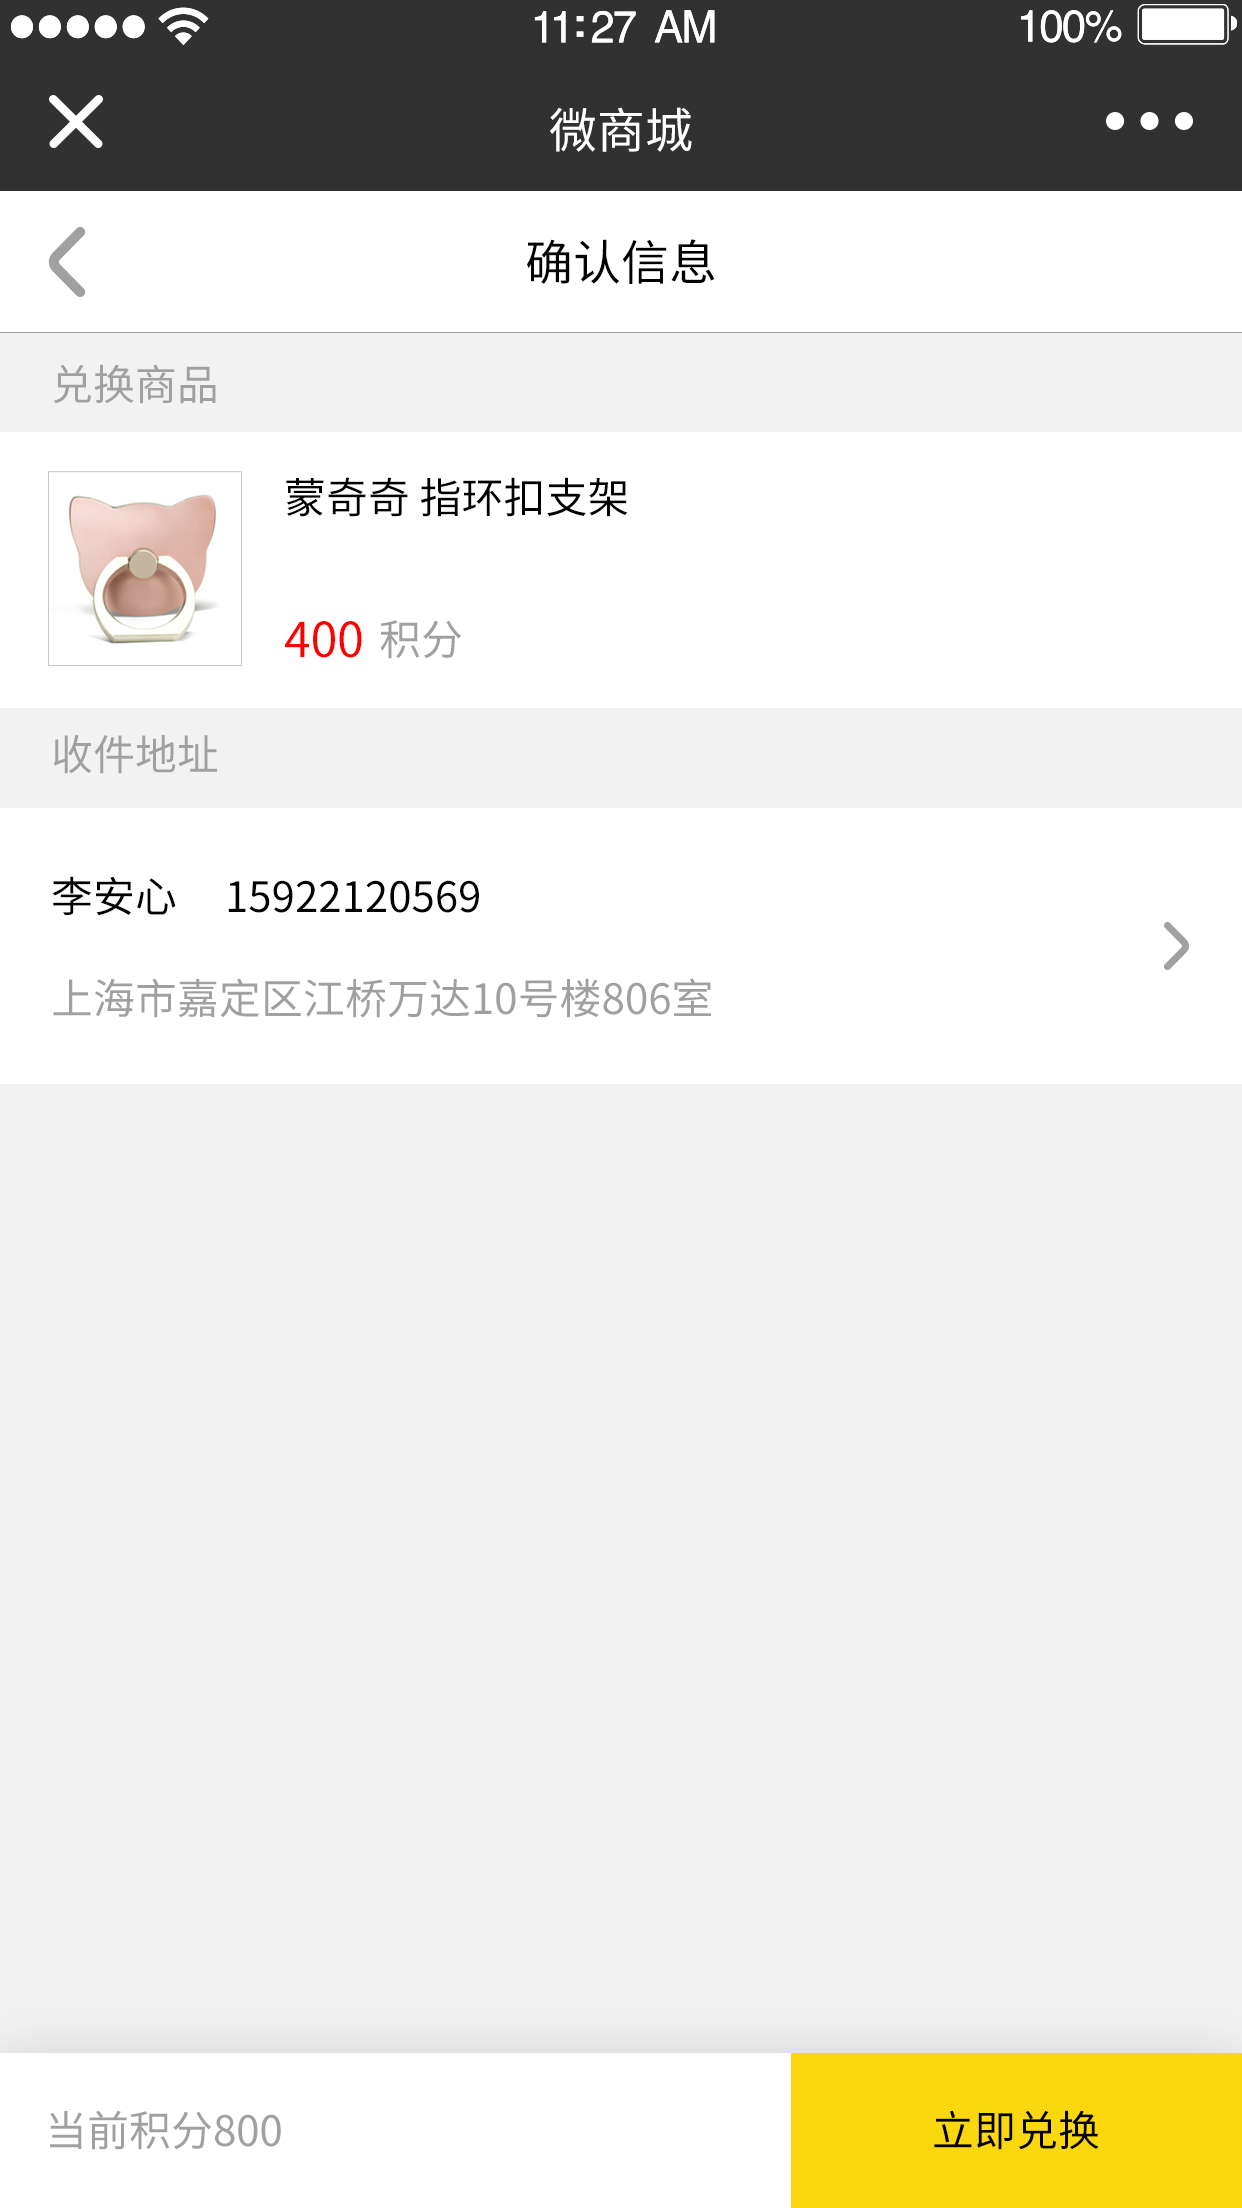 11:27 AM
100%
微商城
确认信息
兑换商品
蒙奇奇 指环扣支架
400 积分
收件地址
李安心 15922120569
上海市嘉定区江桥万达10号楼806室
当前积分800
立即兑换